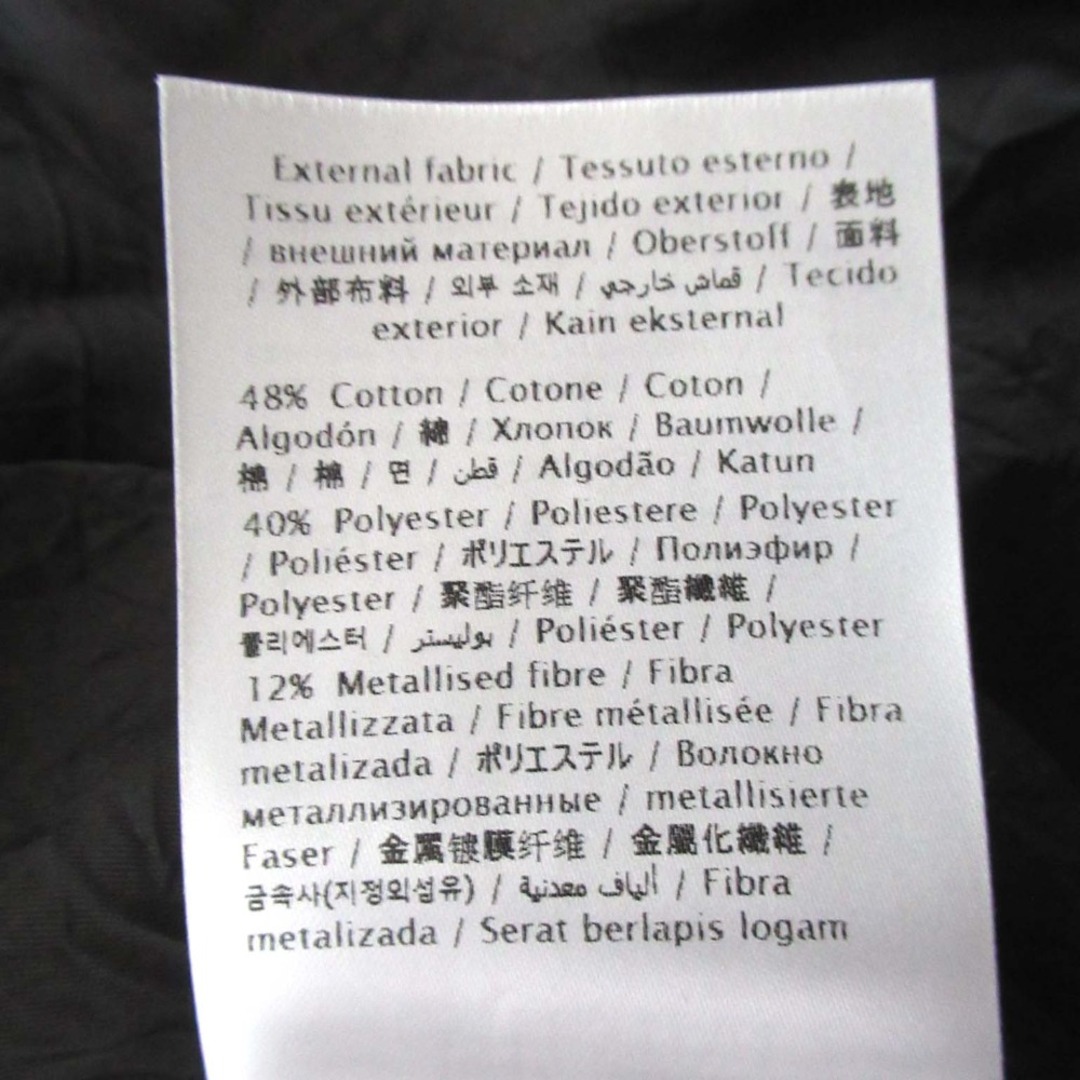 External fabric / Tessuto esterno /
Tissu extérieur / Tejido exterior / 表地
/ внешний материал / Oberstoff / 面料
/ 外部布料 / 외부 소재 / قماش خارجي / Tecido
exterior / Kain eksternal
48% Cotton / Cotone / Coton /
Algodón / 綿 / Хлопок / Baumwolle /
棉 / 棉 / 면 / قطن / Algodão / Katun
40% Polyester / Poliestere / Polyester
/ Poliéster / ポリエステル / Полиэфир /
Polyester / 聚酯纤维 / 聚酯纖維 /
폴리에스터 / بوليستر / Poliéster / Polyester
12% Metallised fibre / Fibra
Metallizzata / Fibre métallisée / Fibra
metalizada / ポリエステル / Волокно
металлизированные / metallisierte
Faser / 金属镀膜纤维 / 金屬化纖維 /
금속사(지정외섬유) / ألياف معدنية / Fibra
metalizada / Serat berlapis logam